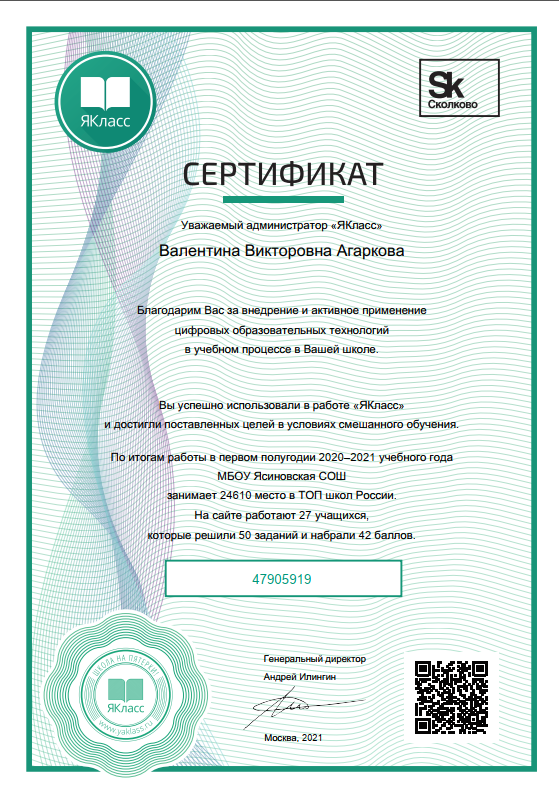 ЯКласс
Sk
Сколково
СЕРТИФИКАТ
Уважаемый администратор «ЯКласс»
Валентина Викторовна Агаркова
Благодарим Вас за внедрение и активное применение
цифровых образовательных технологий
в учебном процессе в Вашей школе.
Вы успешно использовали в работе «ЯКласс»
и достигли поставленных целей в условиях смешанного обучения.
По итогам работы в первом полугодии 2020–2021 учебного года
МБОУ Ясиновская СОШ
занимает 24610 место в ТОП школ России.
На сайте работают 27 учащихся,
которые решили 50 заданий и набрали 42 баллов.
47905919
ШКОЛА НА ПЯТЕРКИ!
ЯКласс
www.yaklass.ru
Генеральный директор
Андрей Илингин
Москва, 2021